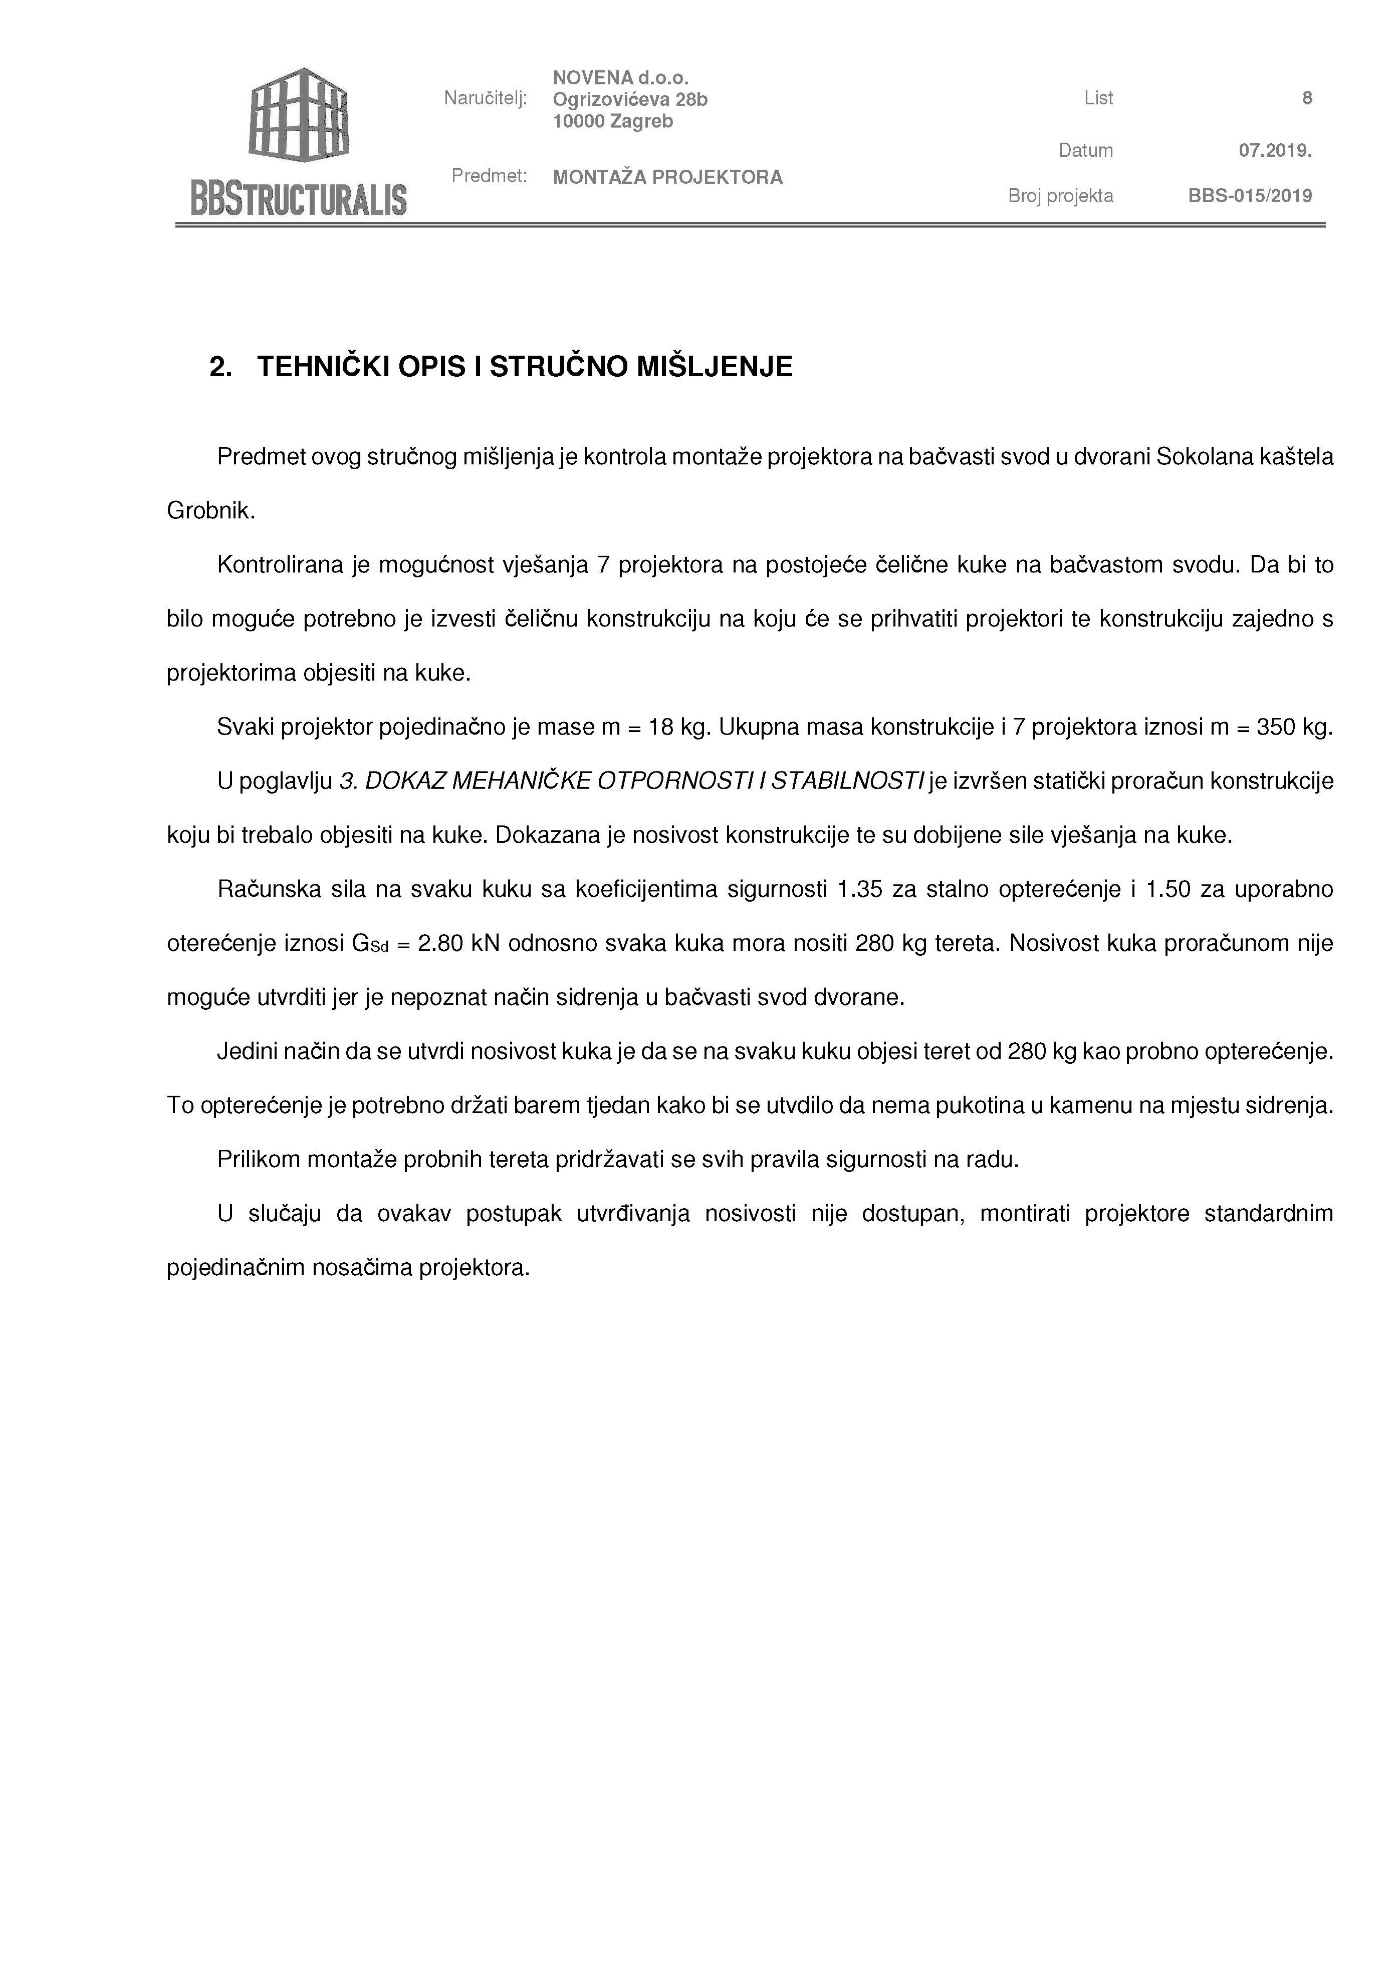 BBSTRUCTURALIS
Naručitelj:
NOVENA d.o.o.
Ogrizovićeva 28b
10000 Zagreb
Predmet:
MONTAŽA PROJEKTORA
List 8
Datum 07.2019.
Broj projekta BBS-015/2019
2. TEHNIČKI OPIS I STRUČNO MIŠLJENJE
Predmet ovog stručnog mišljenja je kontrola montaže projektora na bačvasti svod u dvorani Sokolana kaštela
Grobnik.
Kontrolirana je mogućnost vješanja 7 projektora na postojeće čelične kuke na bačvastom svodu. Da bi to
bilo moguće potrebno je izvesti čeličnu konstrukciju na koju će se prihvatiti projektori te konstrukciju zajedno s
projektorima objesiti na kuke.
Svaki projektor pojedinačno je mase m = 18 kg. Ukupna masa konstrukcije i 7 projektora iznosi m = 350 kg.
U poglavlju 3. DOKAZ MEHANIČKE OTPORNOSTI I STABILNOSTI je izvršen statički proračun konstrukcije
koju bi trebalo objesiti na kuke. Dokazana je nosivost konstrukcije te su dobijene sile vješanja na kuke.
Računska sila na svaku kuku sa koeficijentima sigurnosti 1.35 za stalno opterećenje i 1.50 za uporabno
oterećenje iznosi GSd = 2.80 kN odnosno svaka kuka mora nositi 280 kg tereta. Nosivost kuka proračunom nije
moguće utvrditi jer je nepoznat način sidrenja u bačvasti svod dvorane.
Jedini način da se utvrdi nosivost kuka je da se na svaku kuku objesi teret od 280 kg kao probno opterećenje.
To opterećenje je potrebno držati barem tjedan kako bi se utvdilo da nema pukotina u kamenu na mjestu sidrenja.
Prilikom montaže probnih tereta pridržavati se svih pravila sigurnosti na radu.
U slučaju da ovakav postupak utvrđivanja nosivosti nije dostupan, montirati projektore standardnim
pojedinačnim nosačima projektora.